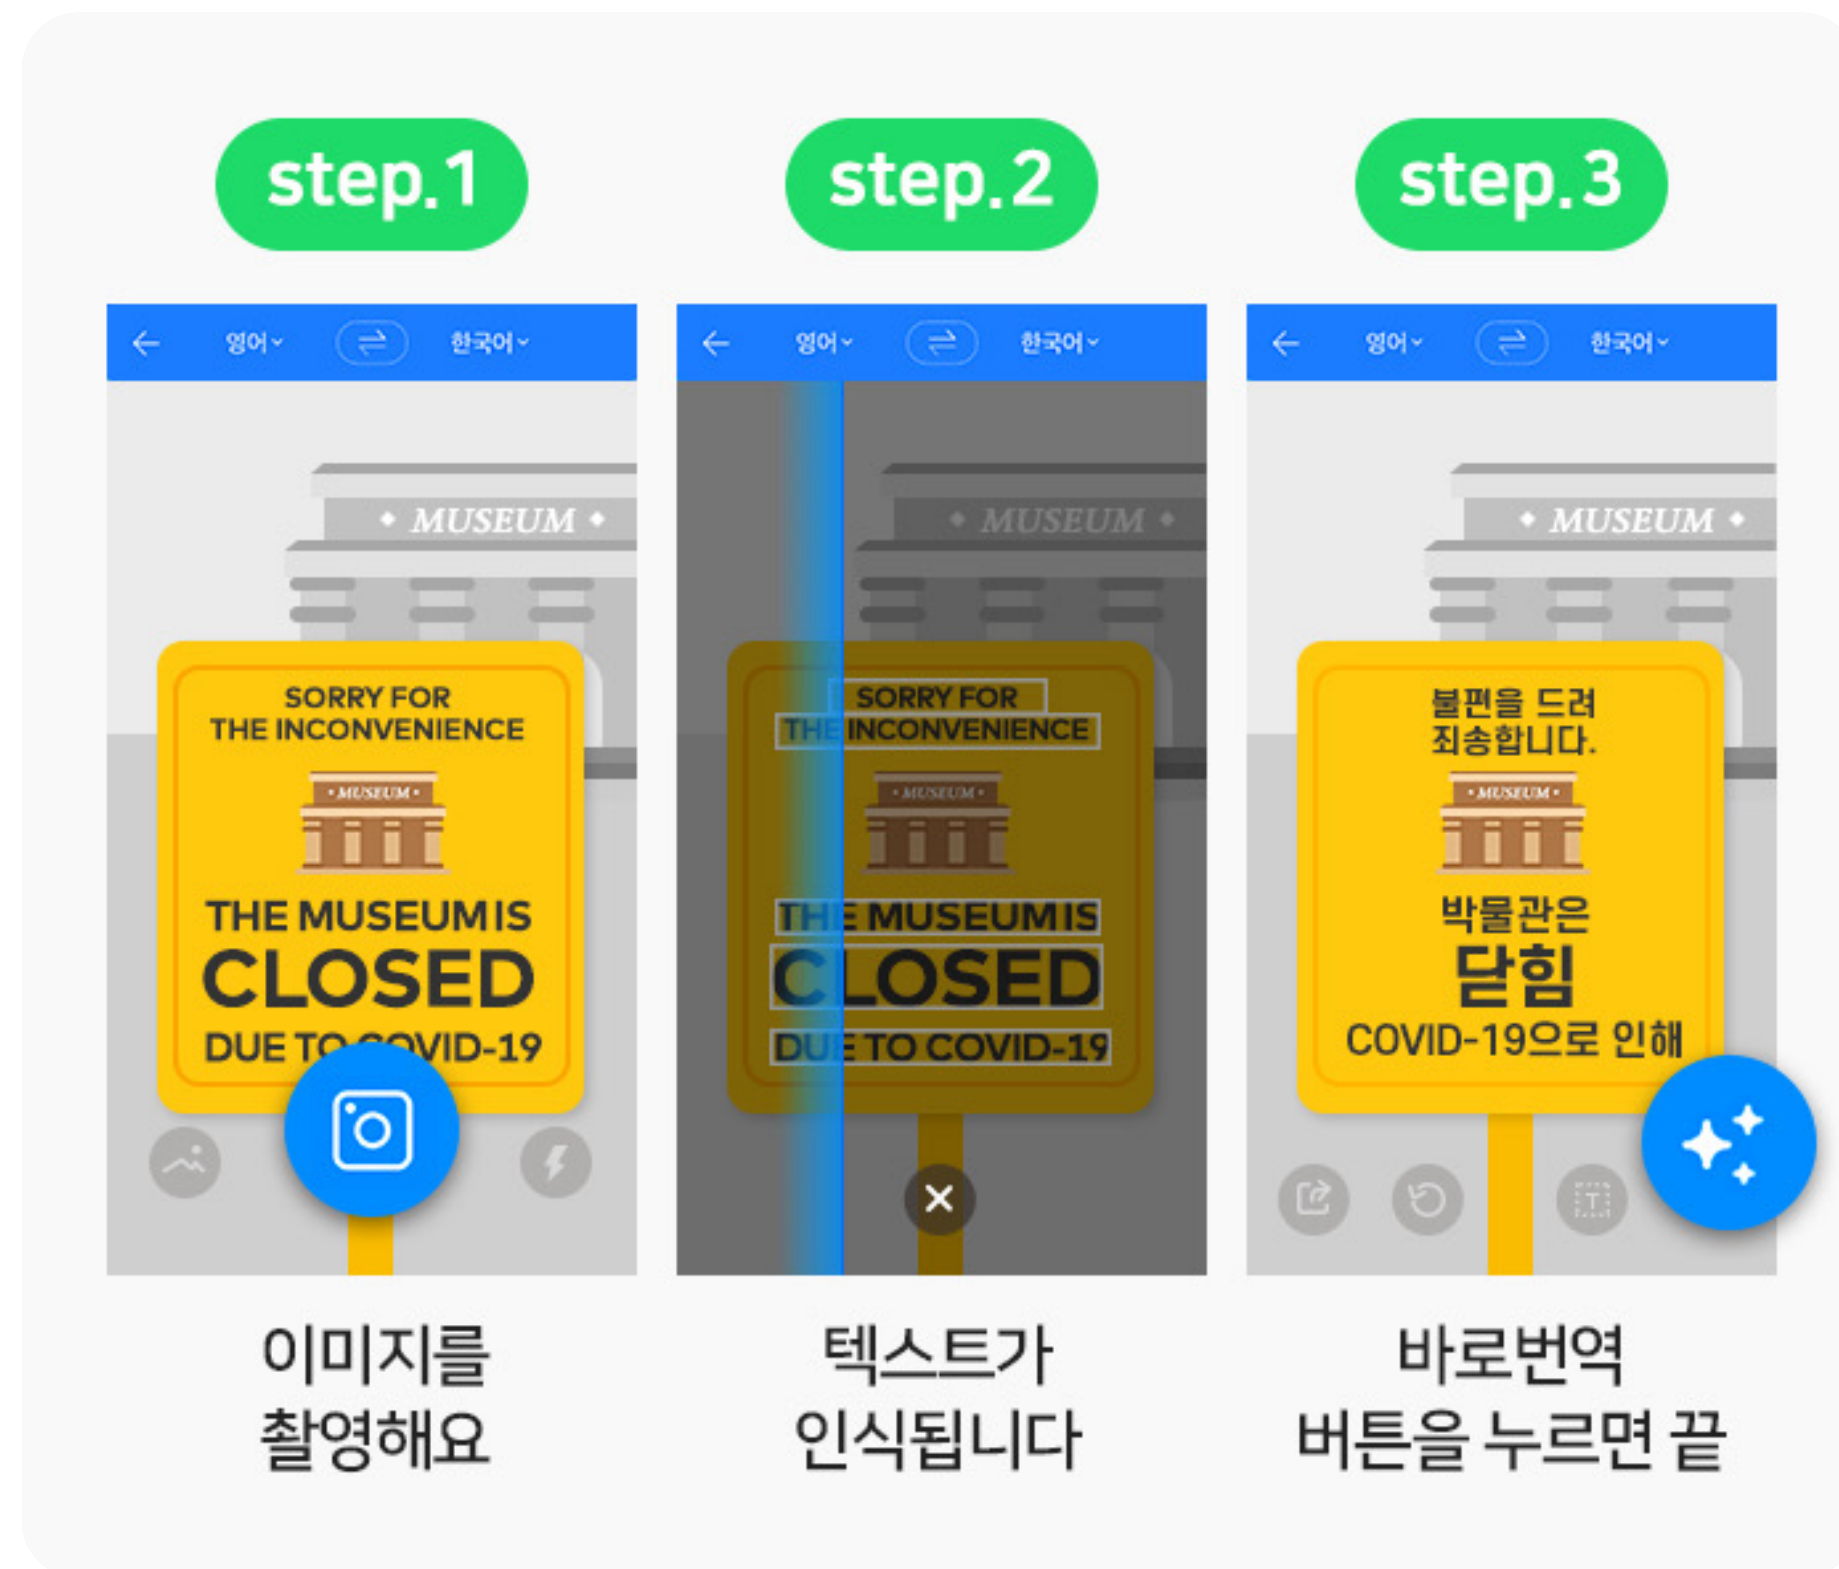 step.1
step.2
step.3
영어
한국어
영어
한국어
영어
한국어
MUSEUM
SORRY FOR
THE INCONVENIENCE
MUSEUM
THE MUSEUM IS
CLOSED
DUE TO COVID-19
MUSEUM
SORRY FOR
THE INCONVENIENCE
MUSEUM
THE MUSEUM IS
CLOSED
DUE TO COVID-19
MUSEUM
불편을 드려
죄송합니다.
MUSEUM
박물관은
닫힘
COVID-19으로 인해
T
이미지를
촬영해요
텍스트가
인식됩니다
바로번역
버튼을 누르면 끝